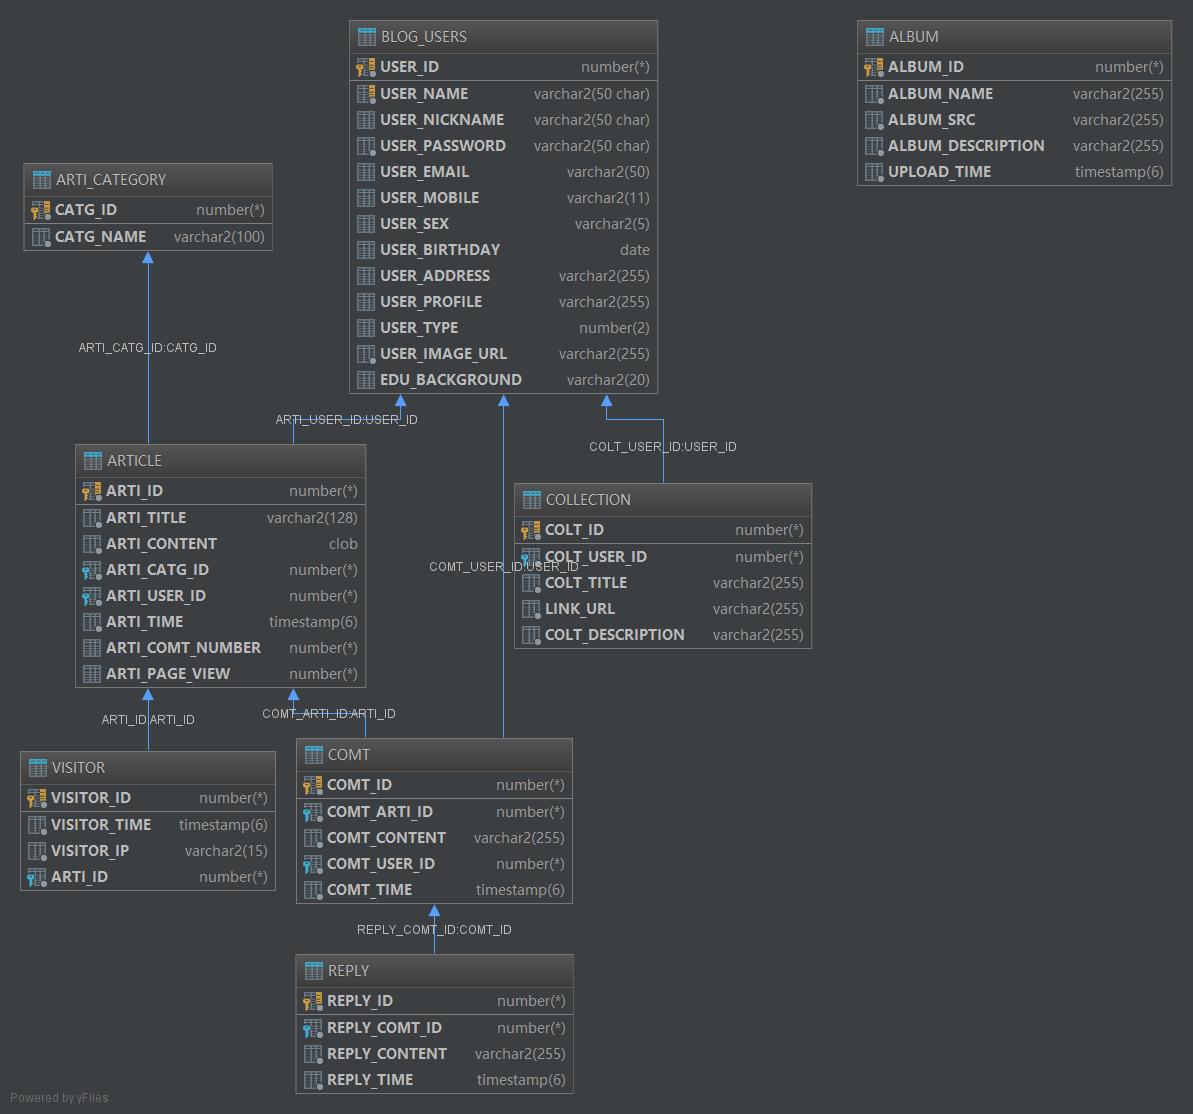 BLOG_USERS
USER_ID number(*)
USER_NAME varchar2(50 char)
USER_NICKNAME varchar2(50 char)
USER_PASSWORD varchar2(50 char)
USER_EMAIL varchar2(50)
USER_MOBILE varchar2(11)
USER_SEX varchar2(5)
USER_BIRTHDAY date
USER_ADDRESS varchar2(255)
USER_PROFILE varchar2(255)
USER_TYPE number(2)
USER_IMAGE_URL varchar2(255)
EDU_BACKGROUND varchar2(20)
ALBUM
ALBUM_ID number(*)
ALBUM_NAME varchar2(255)
ALBUM_SRC varchar2(255)
ALBUM_DESCRIPTION varchar2(255)
UPLOAD_TIME timestamp(6)
ARTI_CATEGORY
CATG_ID number(*)
CATG_NAME varchar2(100)
ARTI_CATG_ID:CATG_ID
ARTI_USER_ID:USER_ID
COLT_USER_ID:USER_ID
ARTICLE
ARTI_ID number(*)
ARTI_TITLE varchar2(128)
ARTI_CONTENT clob
ARTI_CATG_ID number(*)
ARTI_USER_ID number(*)
ARTI_TIME timestamp(6)
ARTI_COMT_NUMBER number(*)
ARTI_PAGE_VIEW number(*)
COMT_USER_ID:USER_ID
COLLECTION
COLT_ID number(*)
COLT_USER_ID number(*)
COLT_TITLE varchar2(255)
LINK_URL varchar2(255)
COLT_DESCRIPTION varchar2(255)
ARTI_ID:ARTI_ID
COMT_ARTI_ID:ARTI_ID
VISITOR
VISITOR_ID number(*)
VISITOR_TIME timestamp(6)
VISITOR_IP varchar2(15)
ARTI_ID number(*)
COMT
COMT_ID number(*)
COMT_ARTI_ID number(*)
COMT_CONTENT varchar2(255)
COMT_USER_ID number(*)
COMT_TIME timestamp(6)
REPLY_COMT_ID:COMT_ID
REPLY
REPLY_ID number(*)
REPLY_COMT_ID number(*)
REPLY_CONTENT varchar2(255)
REPLY_TIME timestamp(6)
Powered by yFiles